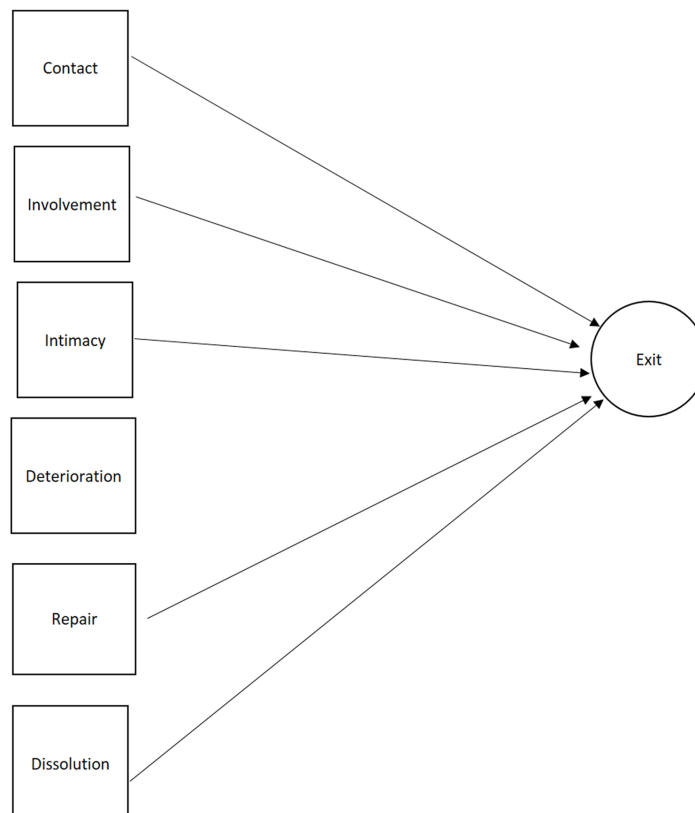 Contact
Involvement
Intimacy
Exit
Deterioration
Repair
Dissolution